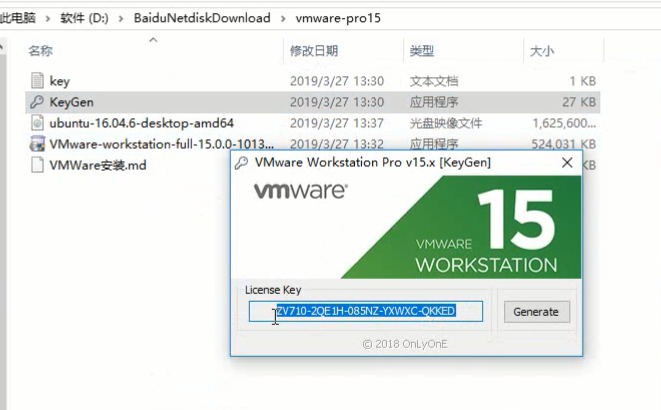 此电脑 > 软件 (D:) > BaiduNetdiskDownload > vmware-pro15
名称 修改日期 类型 大小
key 2019/3/27 13:30 文本文档 1 KB
KeyGen 2019/3/27 13:30 应用程序 27 KB
ubuntu-16.04.6-desktop-amd64 2019/3/27 13:37 光盘映像文件 1,625,600...
VMware-workstation-full-15.0.0-1013... 2019/3/27 13:32 应用程序 524,031 KB
VMWare安装.md KB
VMware Workstation Pro v15.x [KeyGen]
vmware
15
VMWARE
WORKSTATION
License Key
ZV710-2QE1H-085NZ-YXWXC-QKKED
Generate
© 2018 OnLyOnE